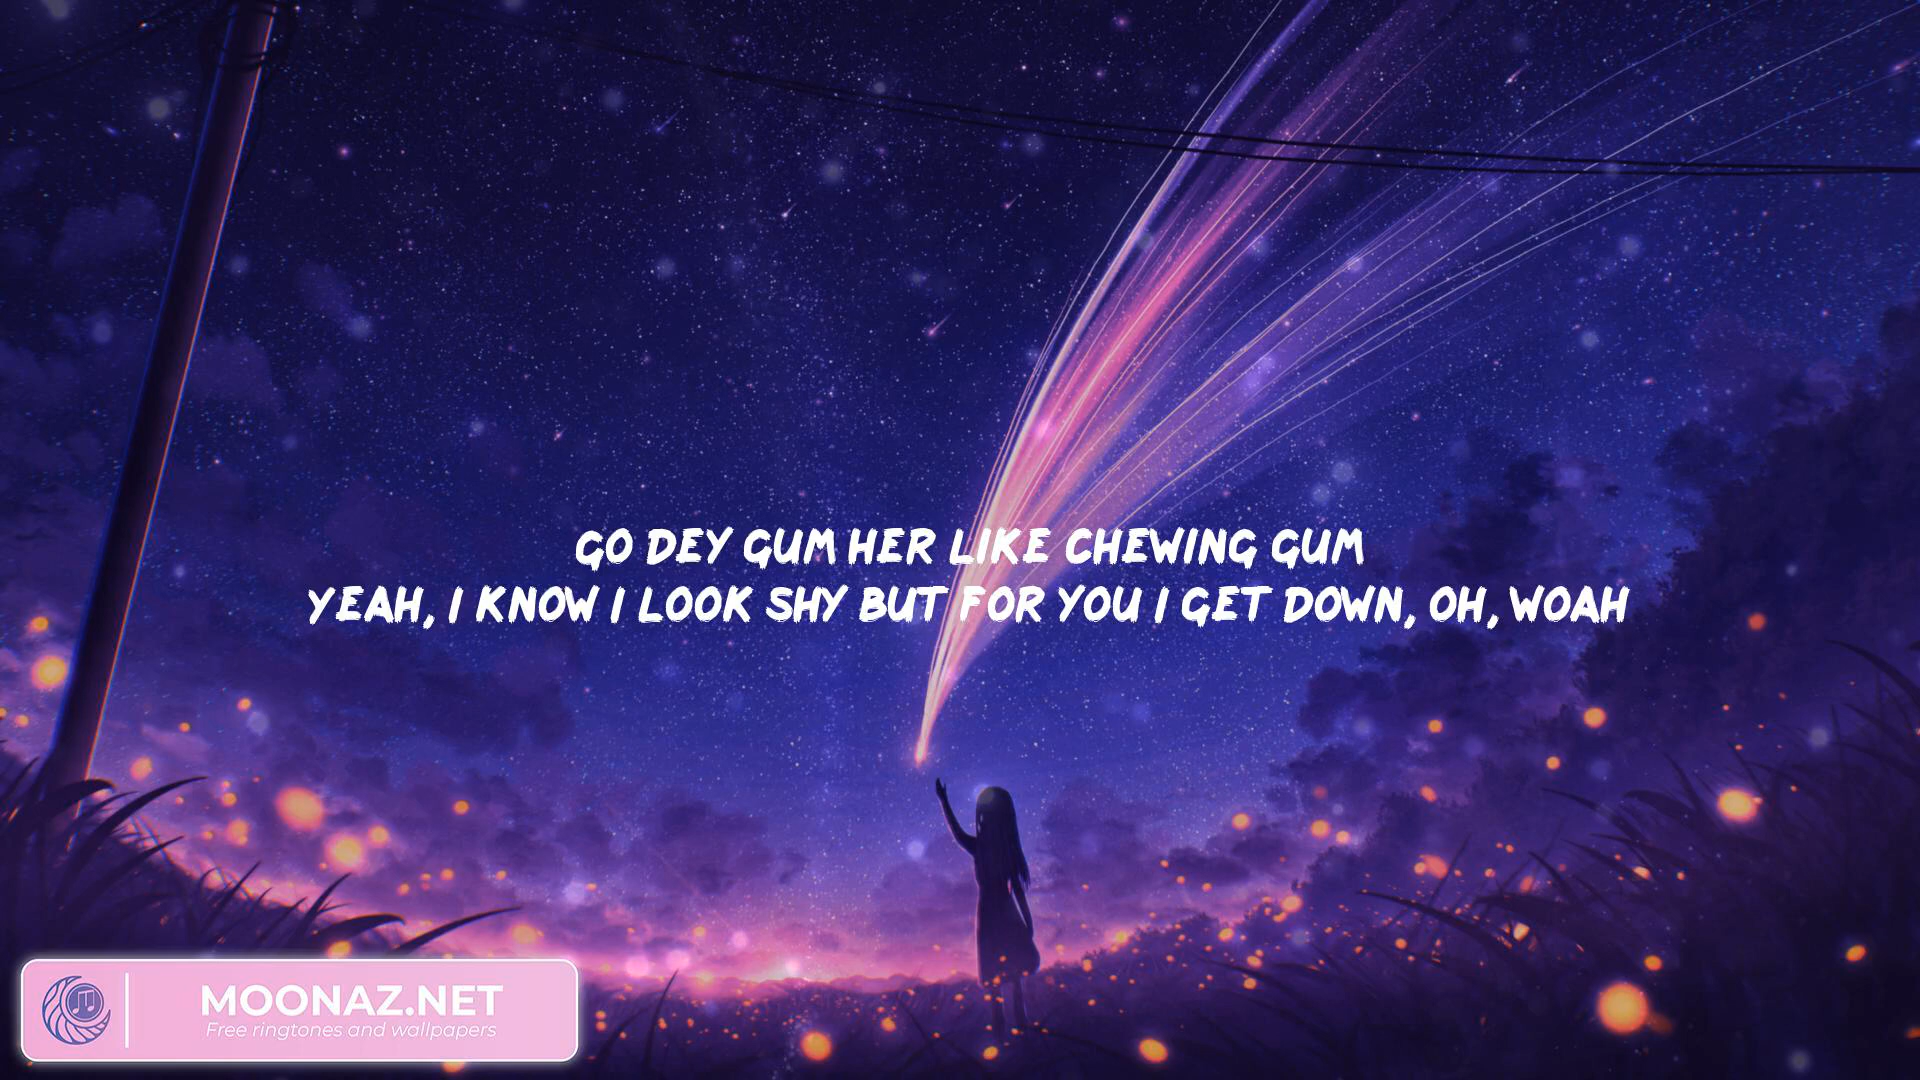 GO DEY GUM HER LIKE CHEWING GUM
YEAH, I KNOW I LOOK SHY BUT FOR YOU I GET DOWN, OH, WOAH
MOONAZ.NET
Free ringtones and wallpapers